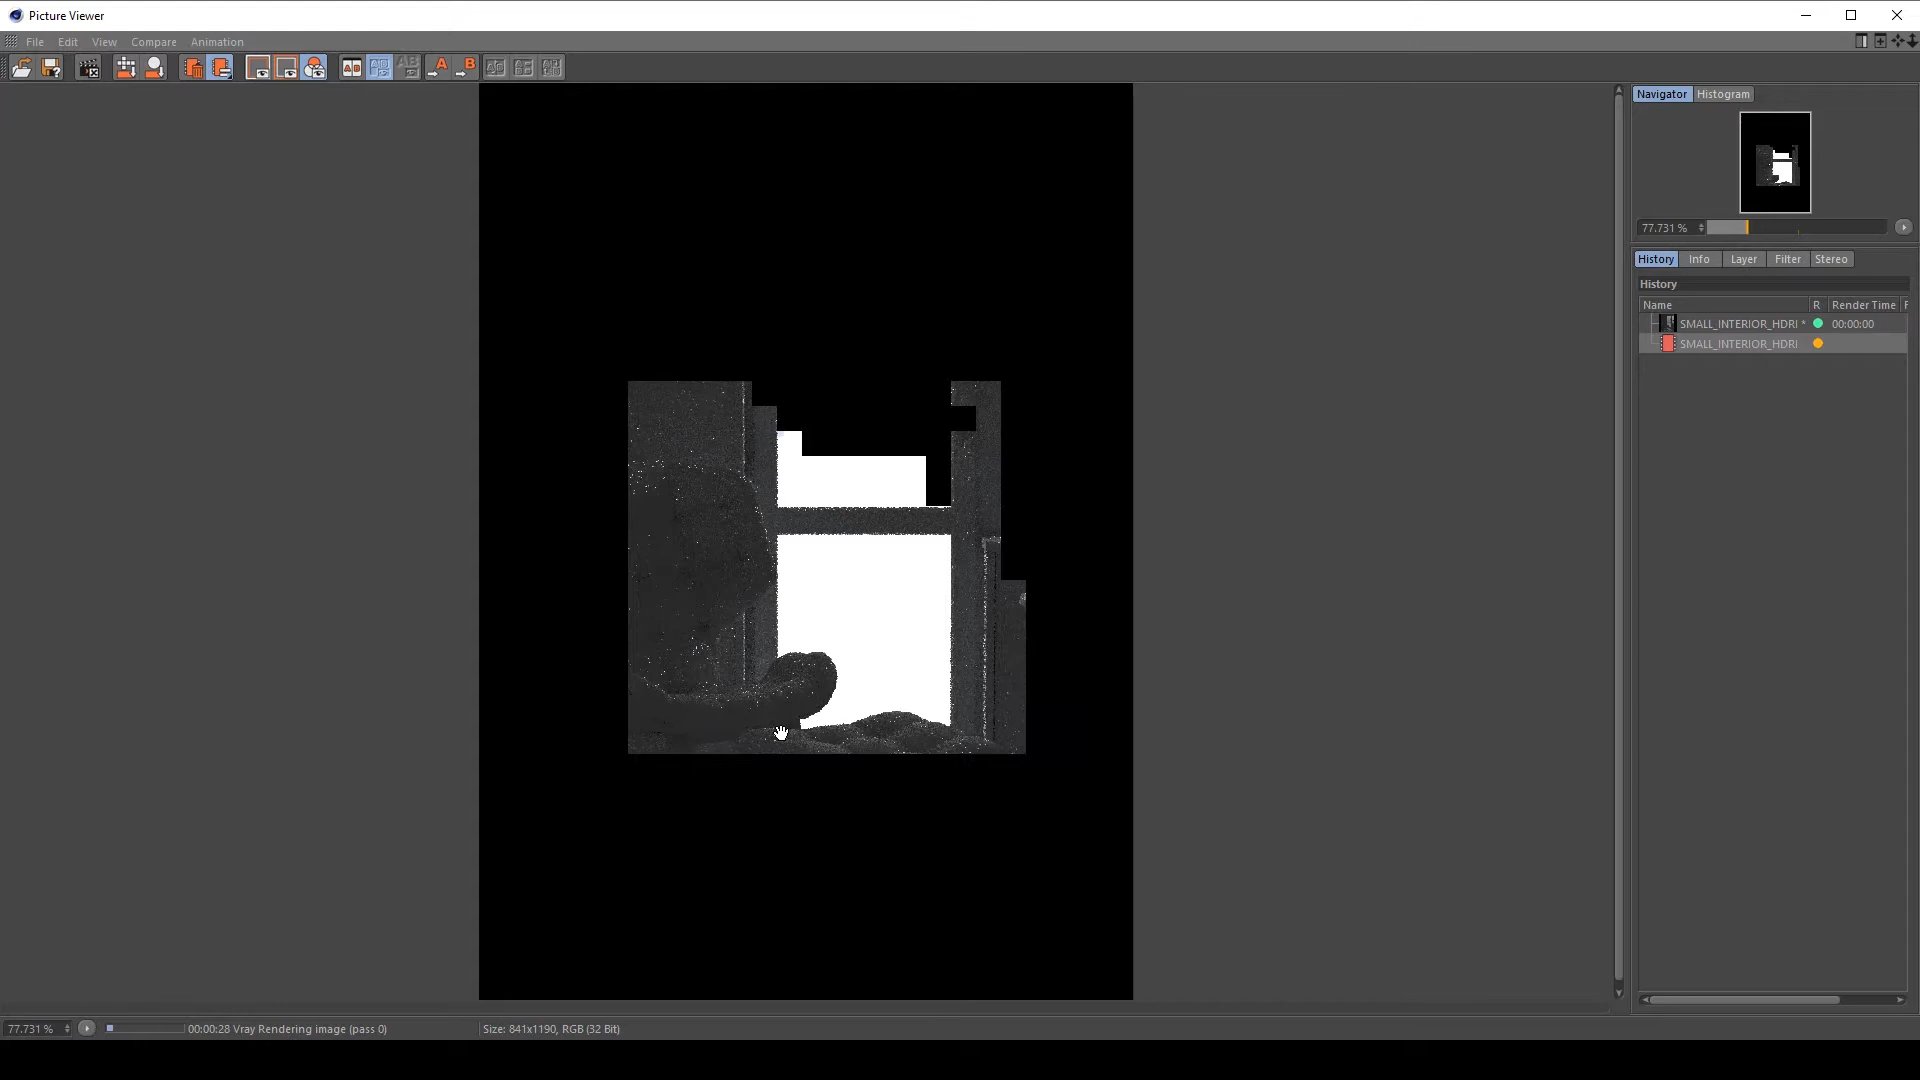 Picture Viewer
File Edit View Compare Animation
A B
AB
A B
Navigator Histogram
77.731 %
History Info Layer Filter Stereo
History
Name R Render Time F
SMALL_INTERIOR_HDRI * 00:00:00
SMALL_INTERIOR_HDRI
77.731 % 00:00:28 Vray Rendering image (pass 0) Size: 841x1190, RGB (32 Bit)